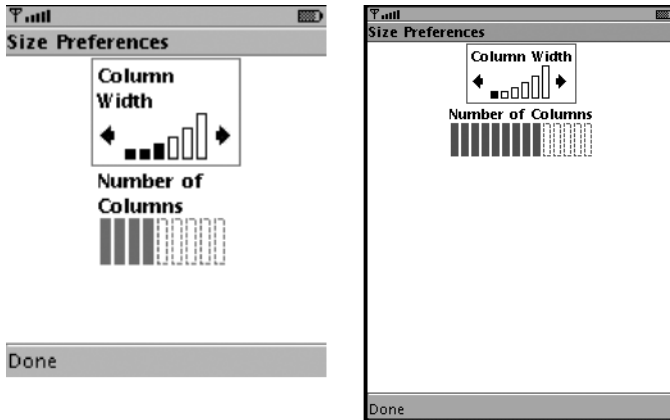 Size Preferences
Column
Width
Number of
Columns
Done
Size Preferences
Column Width
Number of Columns
Done